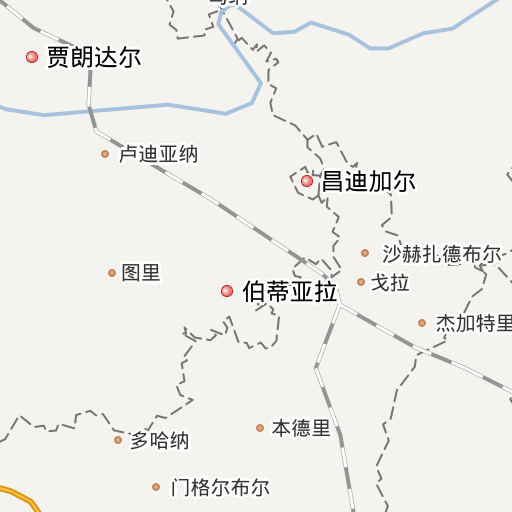 贾朗达尔
卢迪亚纳
昌迪加尔
沙赫扎德布尔
图里
戈拉
伯蒂亚拉
杰加特里
本德里
多哈纳
门格尔布尔